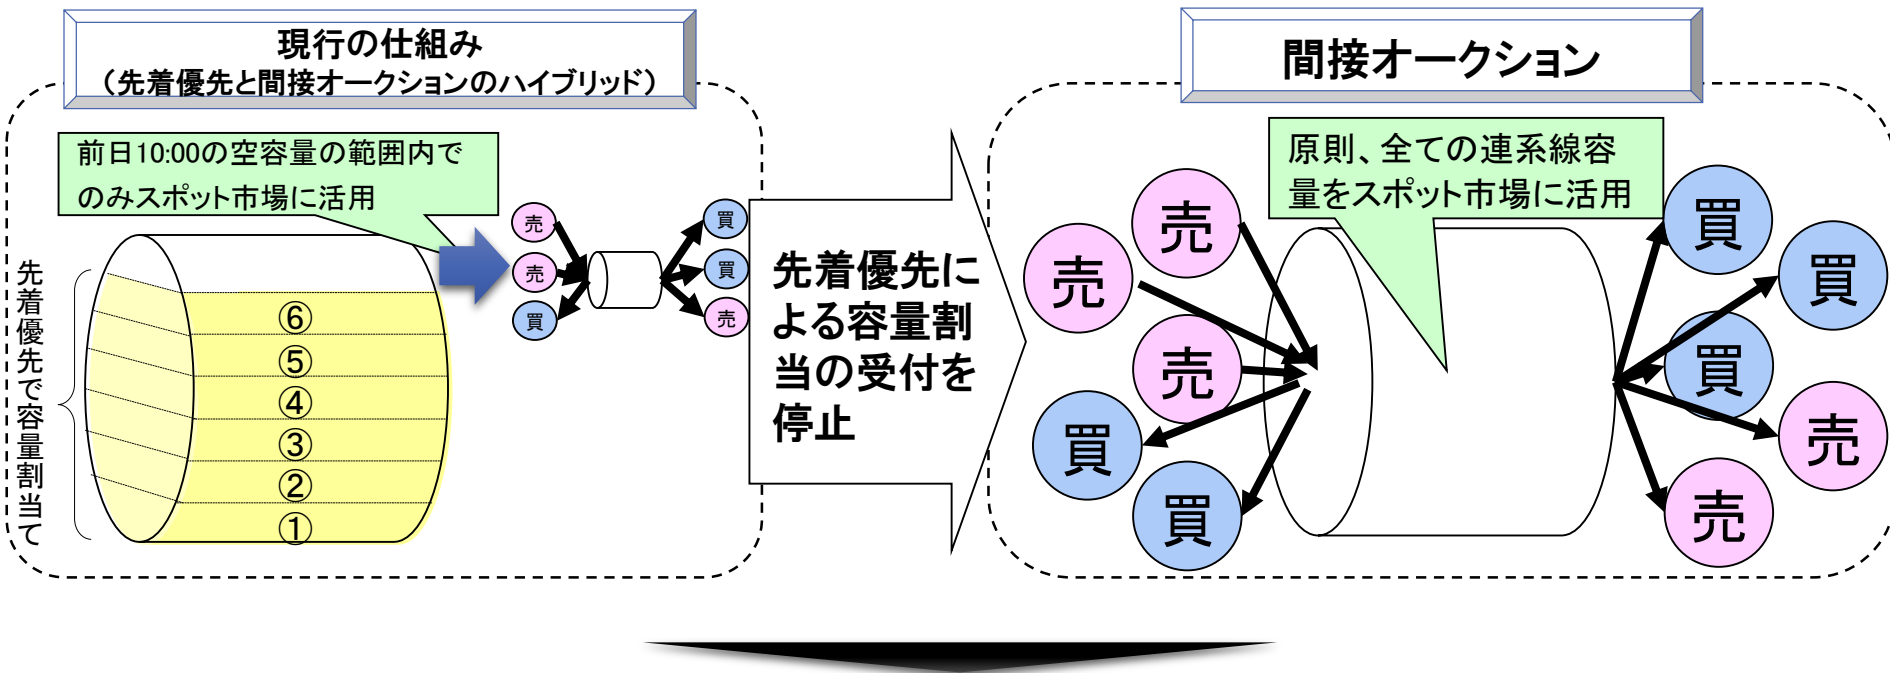 現行の仕組み
（先着優先と間接オークションのハイブリッド）
前日10:00の空容量の範囲内で
のみスポット市場に活用
先着優先で容量割当て
⑥
⑤
④
③
②
①
売
売
買
買
買
売
先着優先に
よる容量割
当の受付を
停止
間接オークション
原則、全ての連系線容
量をスポット市場に活用
売
売
売
買
買
買
買
買
売
売